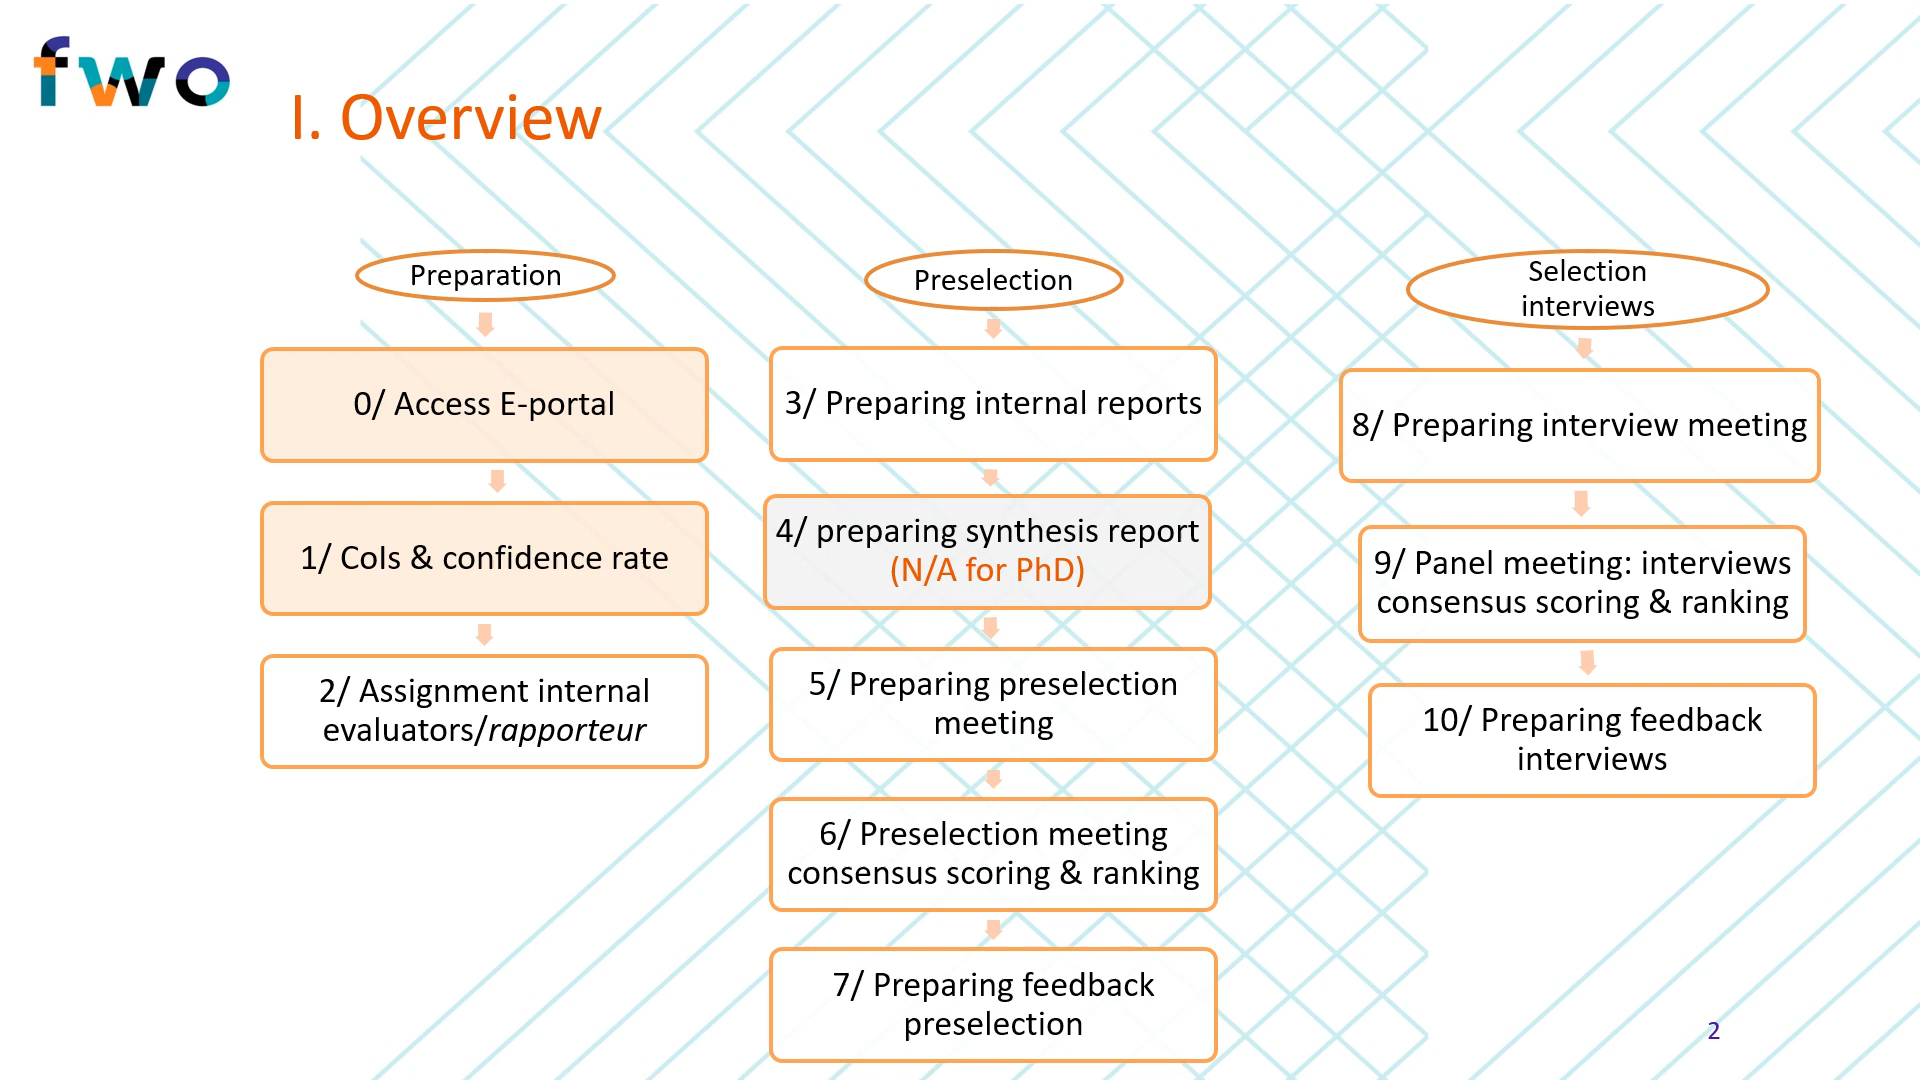 fwo
I. Overview
Preparation
0/ Access E-portal
1/ CoIs & confidence rate
2/ Assignment internal
evaluators/rapporteur
Preselection
3/ Preparing internal reports
4/ preparing synthesis report
(N/A for PhD)
5/ Preparing preselection
meeting
6/ Preselection meeting
consensus scoring & ranking
7/ Preparing feedback
preselection
Selection
interviews
8/ Preparing interview meeting
9/ Panel meeting: interviews
consensus scoring & ranking
10/ Preparing feedback
interviews
2